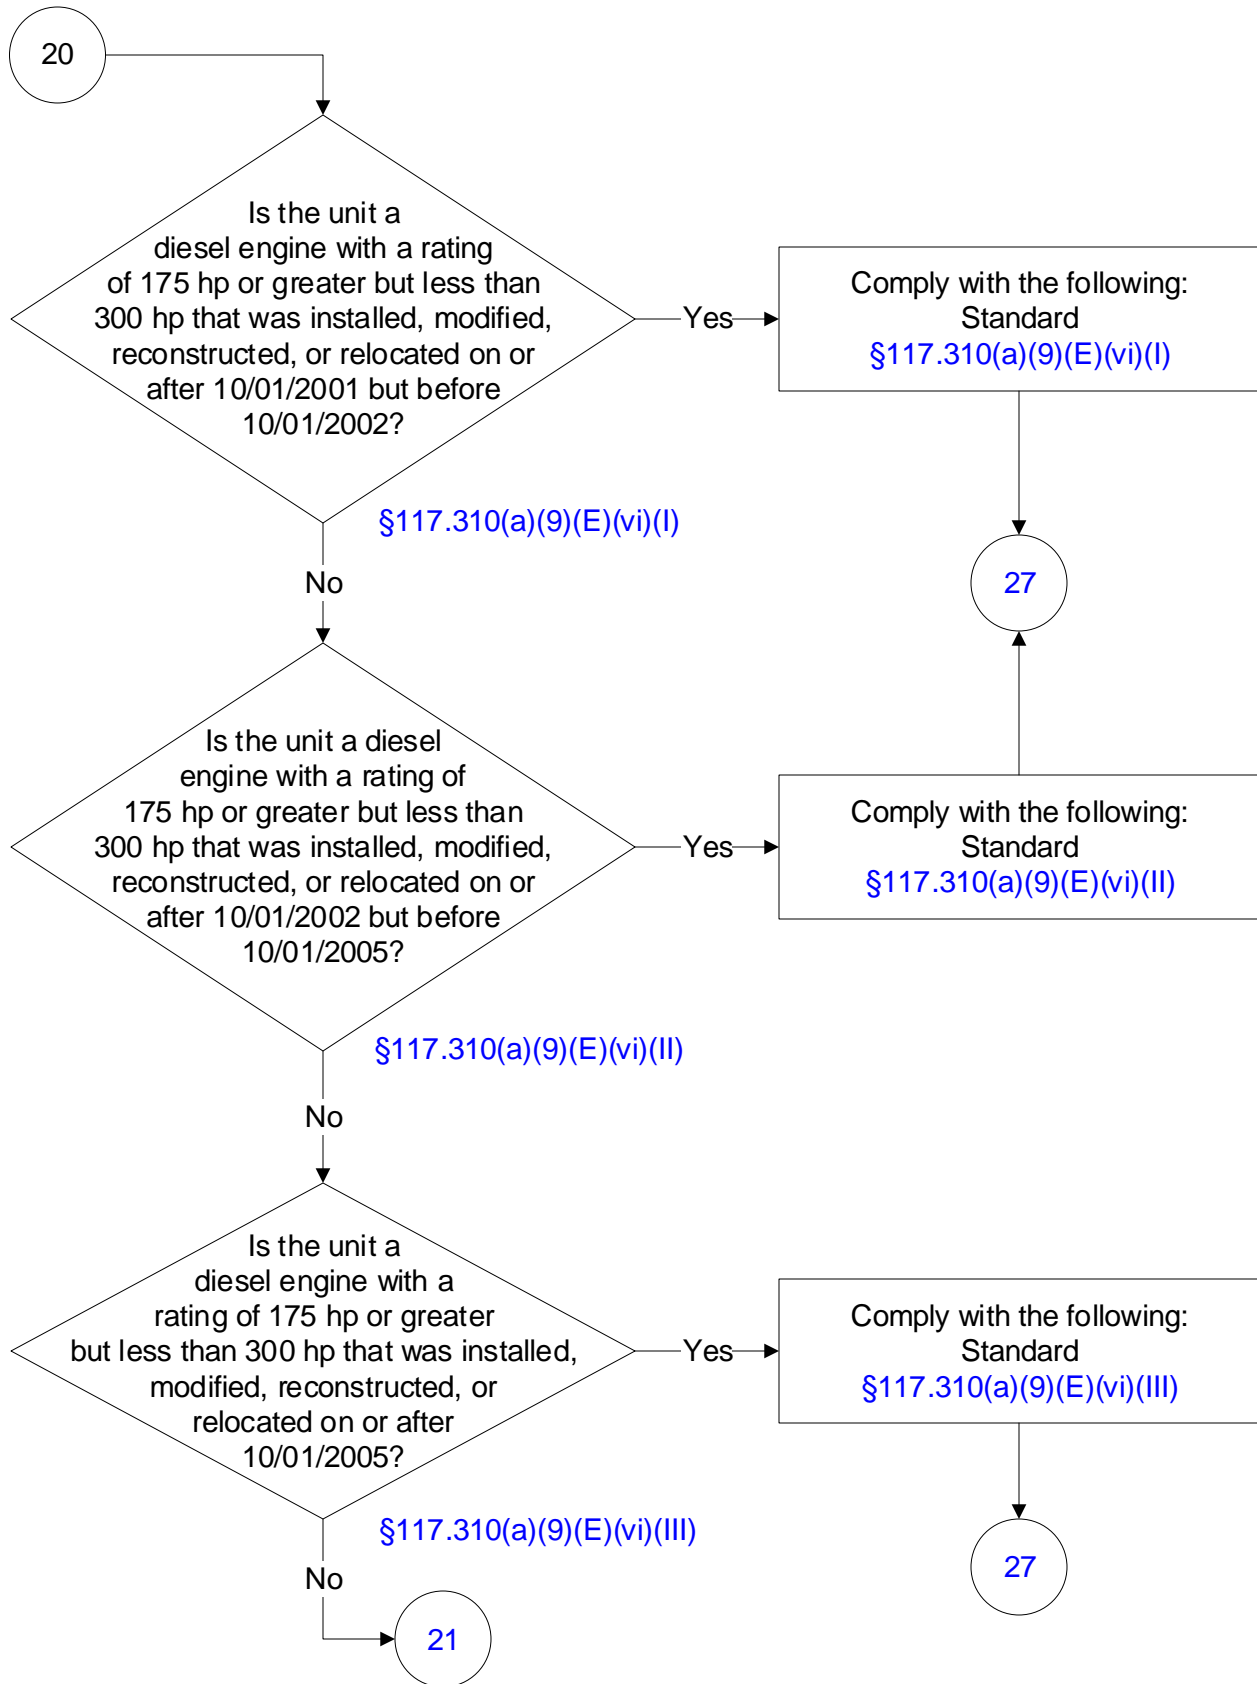 20
Is the unit a
diesel engine with a rating
of 175 hp or greater but less than
300 hp that was installed, modified,
reconstructed, or relocated on or
after 10/01/2001 but before
10/01/2002?
Yes
Comply with the following:
Standard
§117.310(a)(9)(E)(vi)(I)
§117.310(a)(9)(E)(vi)(I)
No
27
Is the unit a diesel
engine with a rating of
175 hp or greater but less than
300 hp that was installed, modified,
reconstructed, or relocated on or
after 10/01/2002 but before
10/01/2005?
Yes
Comply with the following:
Standard
§117.310(a)(9)(E)(vi)(II)
§117.310(a)(9)(E)(vi)(II)
No
Is the unit a
diesel engine with a
rating of 175 hp or greater
but less than 300 hp that was installed,
modified, reconstructed, or
relocated on or after
10/01/2005?
Yes
Comply with the following:
Standard
§117.310(a)(9)(E)(vi)(III)
§117.310(a)(9)(E)(vi)(III)
No
27
21